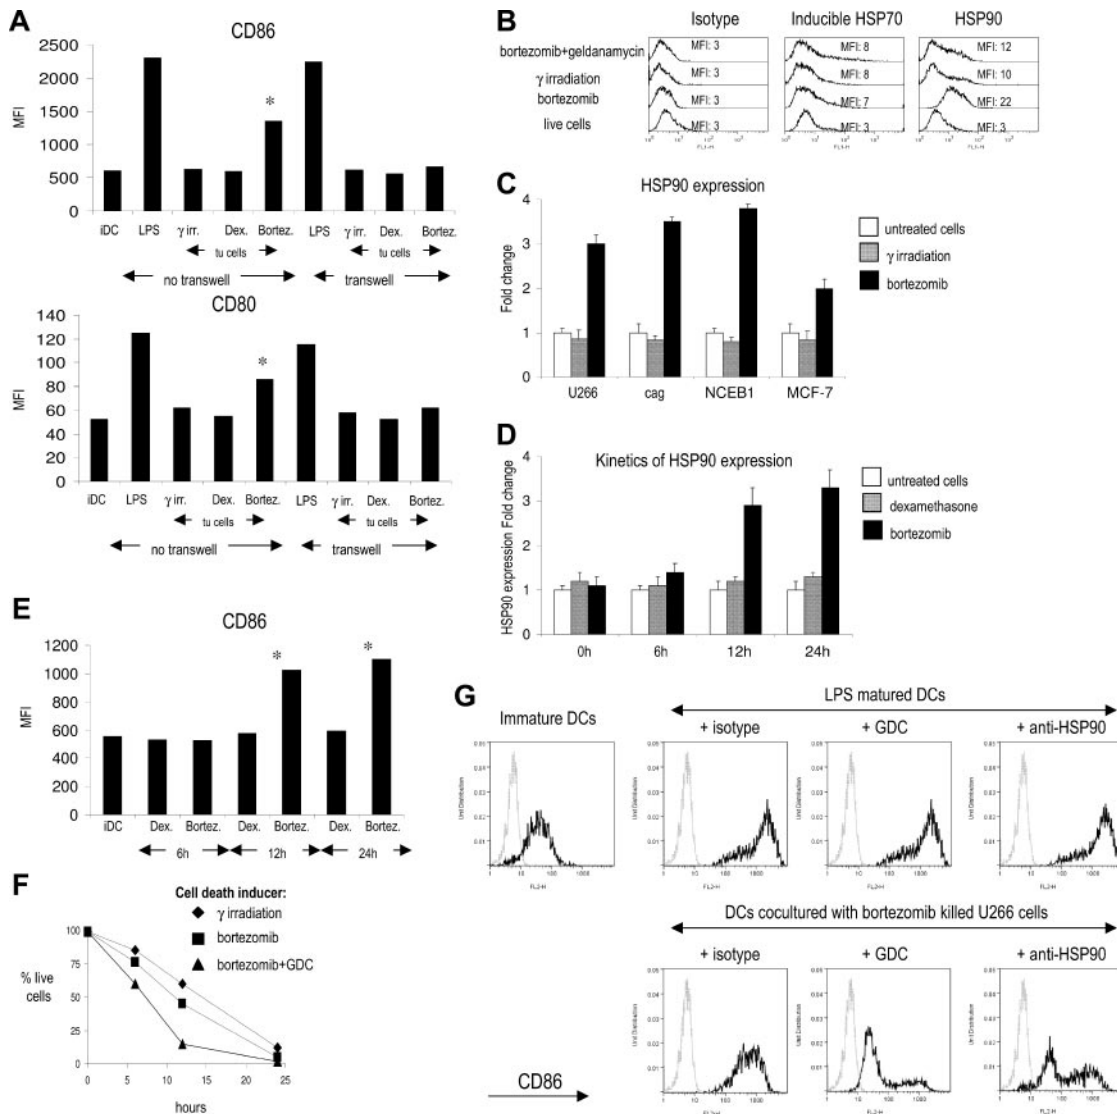 A
CD86
MFI
2500
2000
1500
1000
500
0
*
iDC LPS γ irr. Dex. Bortez. LPS γ irr. Dex. Bortez.
tu cells tu cells
no transwell transwell
CD80
MFI
140
120
100
80
60
40
20
0
*
iDC LPS γ irr. Dex. Bortez. LPS γ irr. Dex. Bortez.
tu cells tu cells
no transwell transwell
B
Isotype Inducible HSP70 HSP90
bortezomib+geldanamycin MFI: 3 MFI: 8 MFI: 12
γ irradiation MFI: 3 MFI: 8 MFI: 10
bortezomib MFI: 3 MFI: 7 MFI: 22
live cells MFI: 3 MFI: 3 MFI: 3
FL1-H FL1-H FL1-H
C
HSP90 expression
Fold change
4
3
2
1
0
U266 cag NCEB1 MCF-7
untreated cells
γ irradiation
bortezomib
D
Kinetics of HSP90 expression
HSP90 expression Fold change
4
3
2
1
0
0h 6h 12h 24h
untreated cells
dexamethasone
bortezomib
E
CD86
MFI
1200
1000
800
600
400
200
0
* *
iDC Dex. Bortez. Dex. Bortez. Dex. Bortez.
6h 12h 24h
F
Cell death inducer:
γ irradiation
bortezomib
bortezomib+GDC
% live
cells
100
75
50
25
0
0 5 10 15 20 25
hours
G
LPS matured DCs
Immature DCs + isotype + GDC + anti-HSP90
DCs cocultured with bortezomib killed U266 cells
+ isotype + GDC + anti-HSP90
CD86